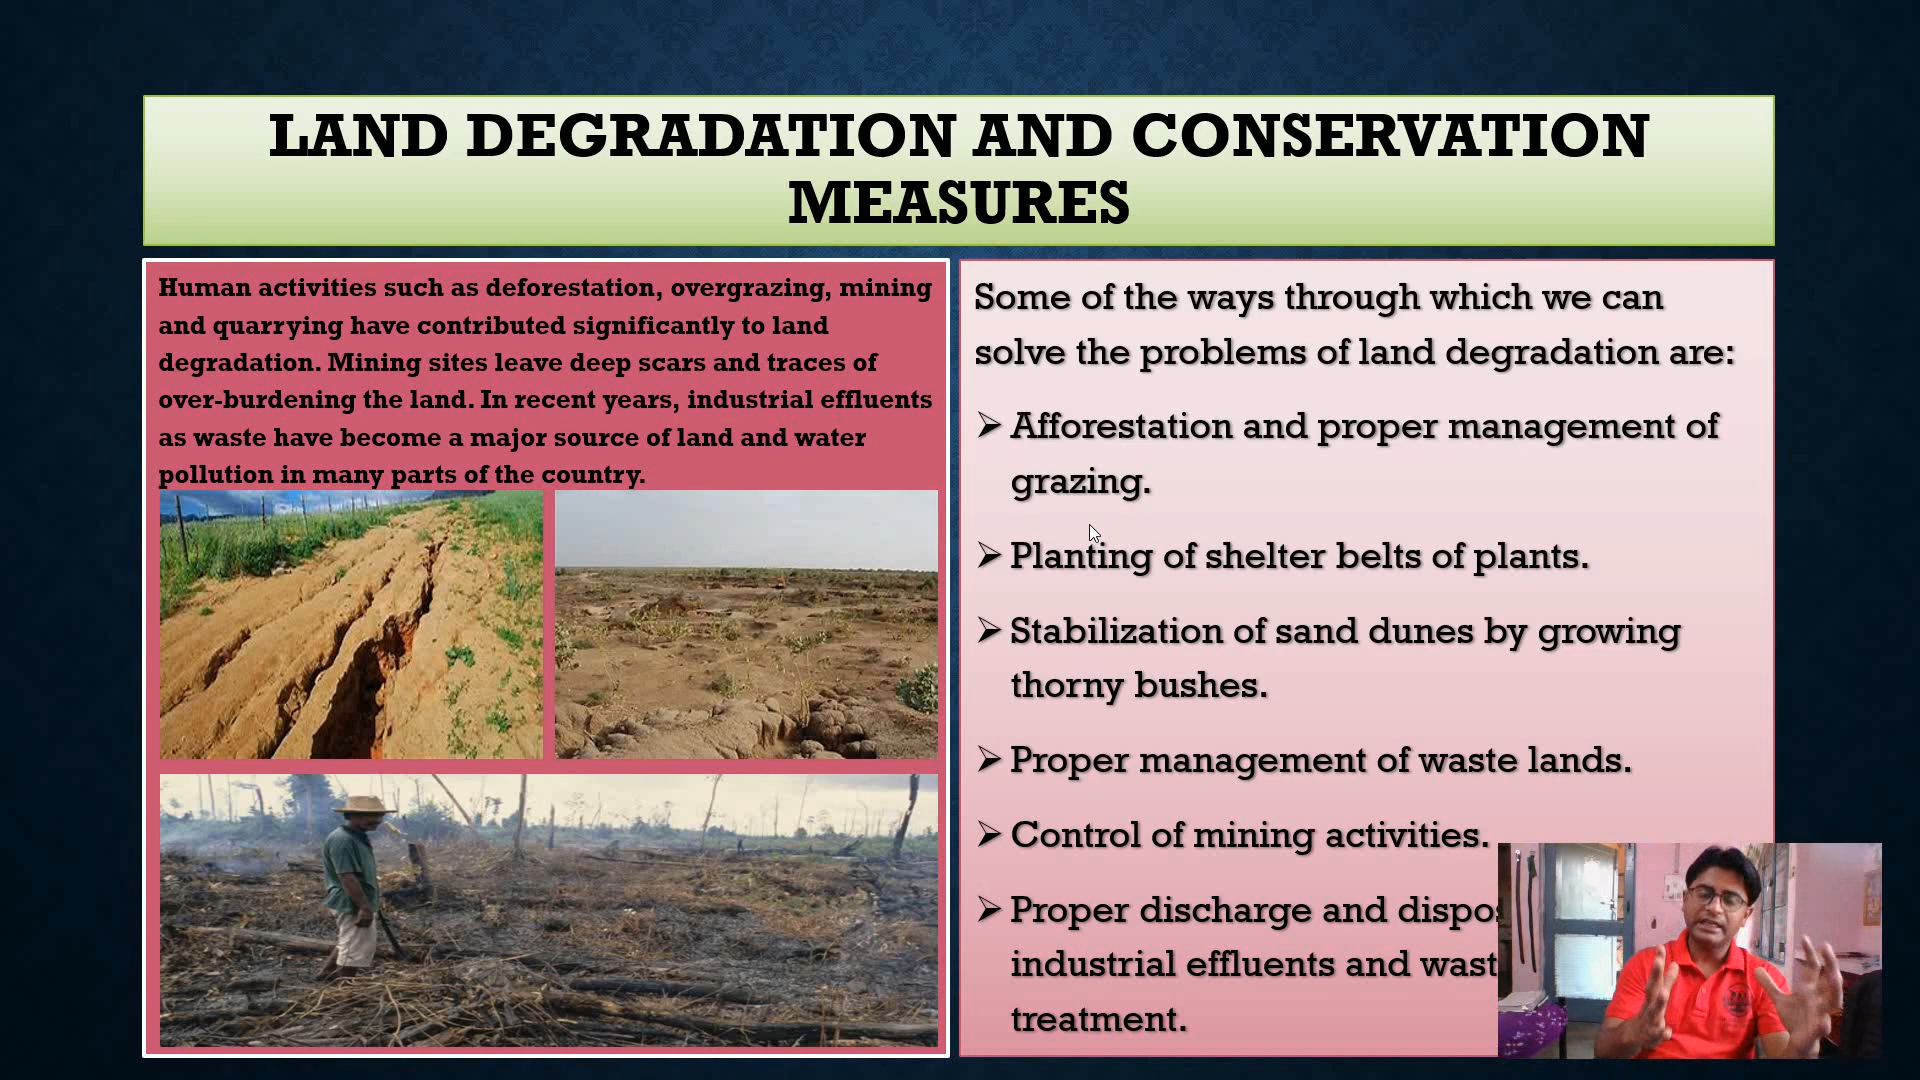 LAND DEGRADATION AND CONSERVATION
MEASURES
Human activities such as deforestation, overgrazing, mining
and quarrying have contributed significantly to land
degradation. Mining sites leave deep scars and traces of
over-burdening the land. In recent years, industrial effluents
as waste have become a major source of land and water
pollution in many parts of the country.
Some of the ways through which we can
solve the problems of land degradation are:
Afforestation and proper management of
grazing.
Planting of shelter belts of plants.
Stabilization of sand dunes by growing
thorny bushes.
Proper management of waste lands.
Control of mining activities.
Proper discharge and
industrial effluents and
treatment.